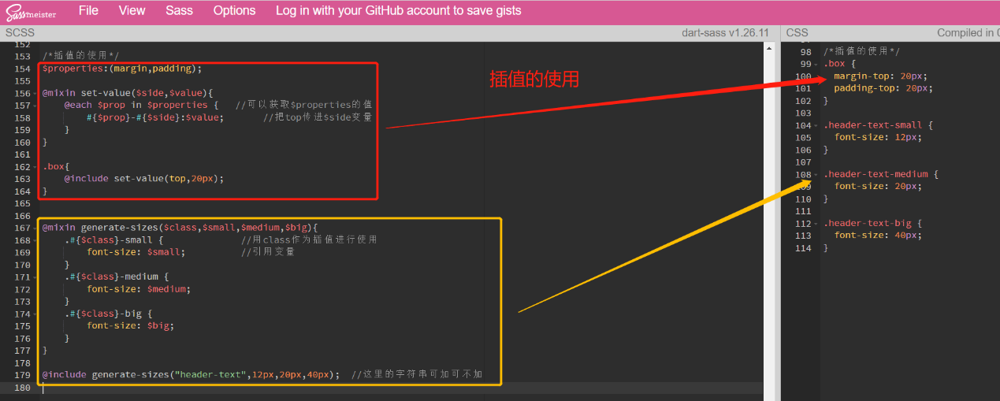 Sassmeister File View Sass Options Log in with your GitHub account to save gists
SCSS dart-sass v1.26.11
152
153 /*插值的使用*/
154 $properties:(margin,padding);
155
156 @mixin set-value($side,$value){
157 @each $prop in $properties { //可以获取$properties的值
158 #{$prop}-#{$side}:$value; //把top传进$side变量
159 }
160 }
161
162 .box{
163 @include set-value(top,20px);
164 }
165
166
167 @mixin generate-sizes($class,$small,$medium,$big){
168 .#{$class}-small { //用class作为插值进行使用
169 font-size: $small; //引用变量
170 }
171 .#{$class}-medium {
172 font-size: $medium;
173 }
174 .#{$class}-big {
175 font-size: $big;
176 }
177 }
178
179 @include generate-sizes("header-text",12px,20px,40px); //这里的字符串可加可不加
180
插值的使用
CSS Compiled in
98 /*插值的使用*/
99 .box {
100 margin-top: 20px;
101 padding-top: 20px;
102 }
103
104 .header-text-small {
105 font-size: 12px;
106 }
107
108 .header-text-medium {
109 font-size: 20px;
110 }
111
112 .header-text-big {
113 font-size: 40px;
114 }